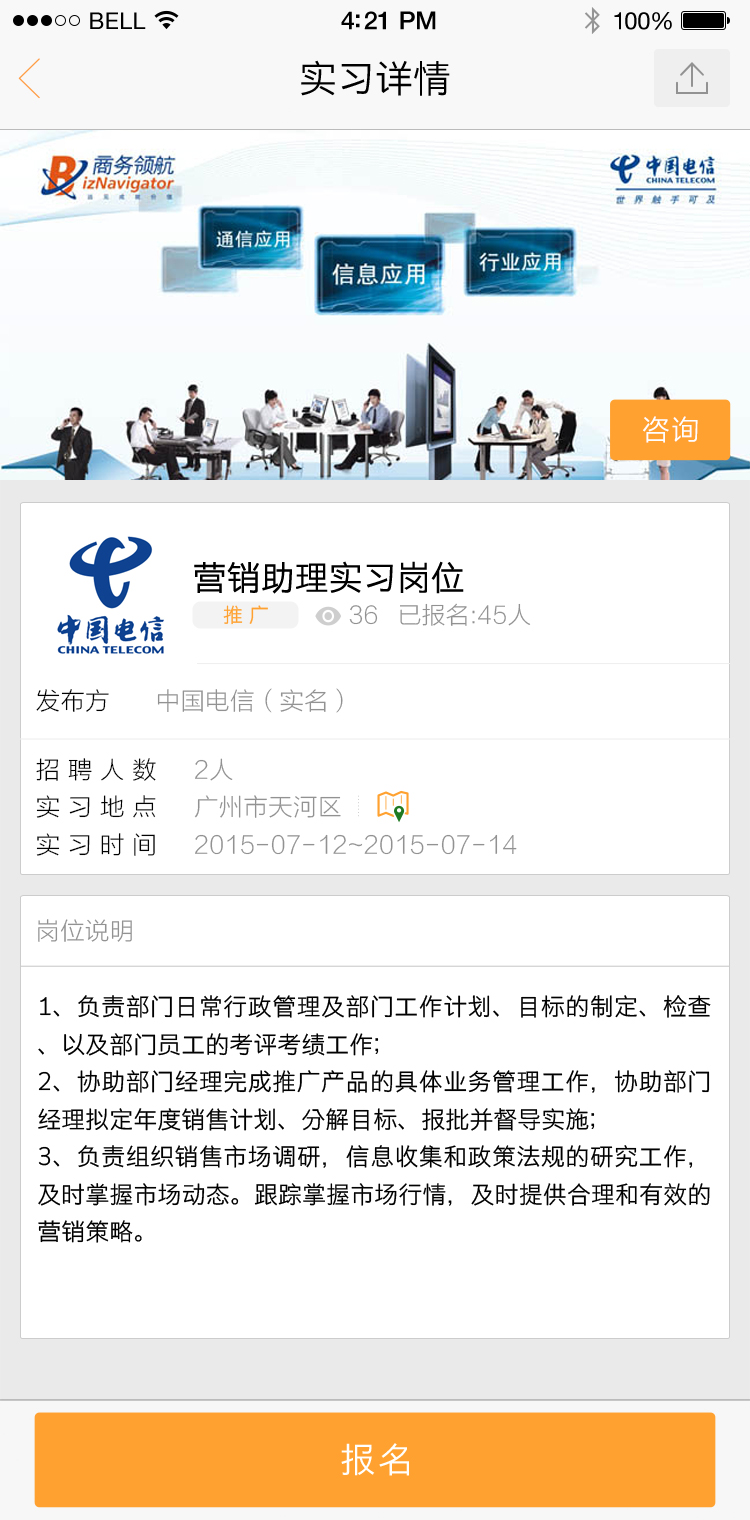 BELL 4:21 PM 100%
实习详情
商务领航
BizNavigator
中国电信
CHINA TELECOM
世界触手可及
通信应用
信息应用
行业应用
咨询
中国电信
CHINA TELECOM
营销助理实习岗位
推广 36 已报名:45人
发布方 中国电信（实名）
招聘人数 2人
实习地点 广州市天河区
实习时间 2015-07-12~2015-07-14
岗位说明
1、负责部门日常行政管理及部门工作计划、目标的制定、检查
、以及部门员工的考评考绩工作;
2、协助部门经理完成推广产品的具体业务管理工作，协助部门
经理拟定年度销售计划、分解目标、报批并督导实施;
3、负责组织销售市场调研，信息收集和政策法规的研究工作，
及时掌握市场动态。跟踪掌握市场行情，及时提供合理和有效的
营销策略。
报名